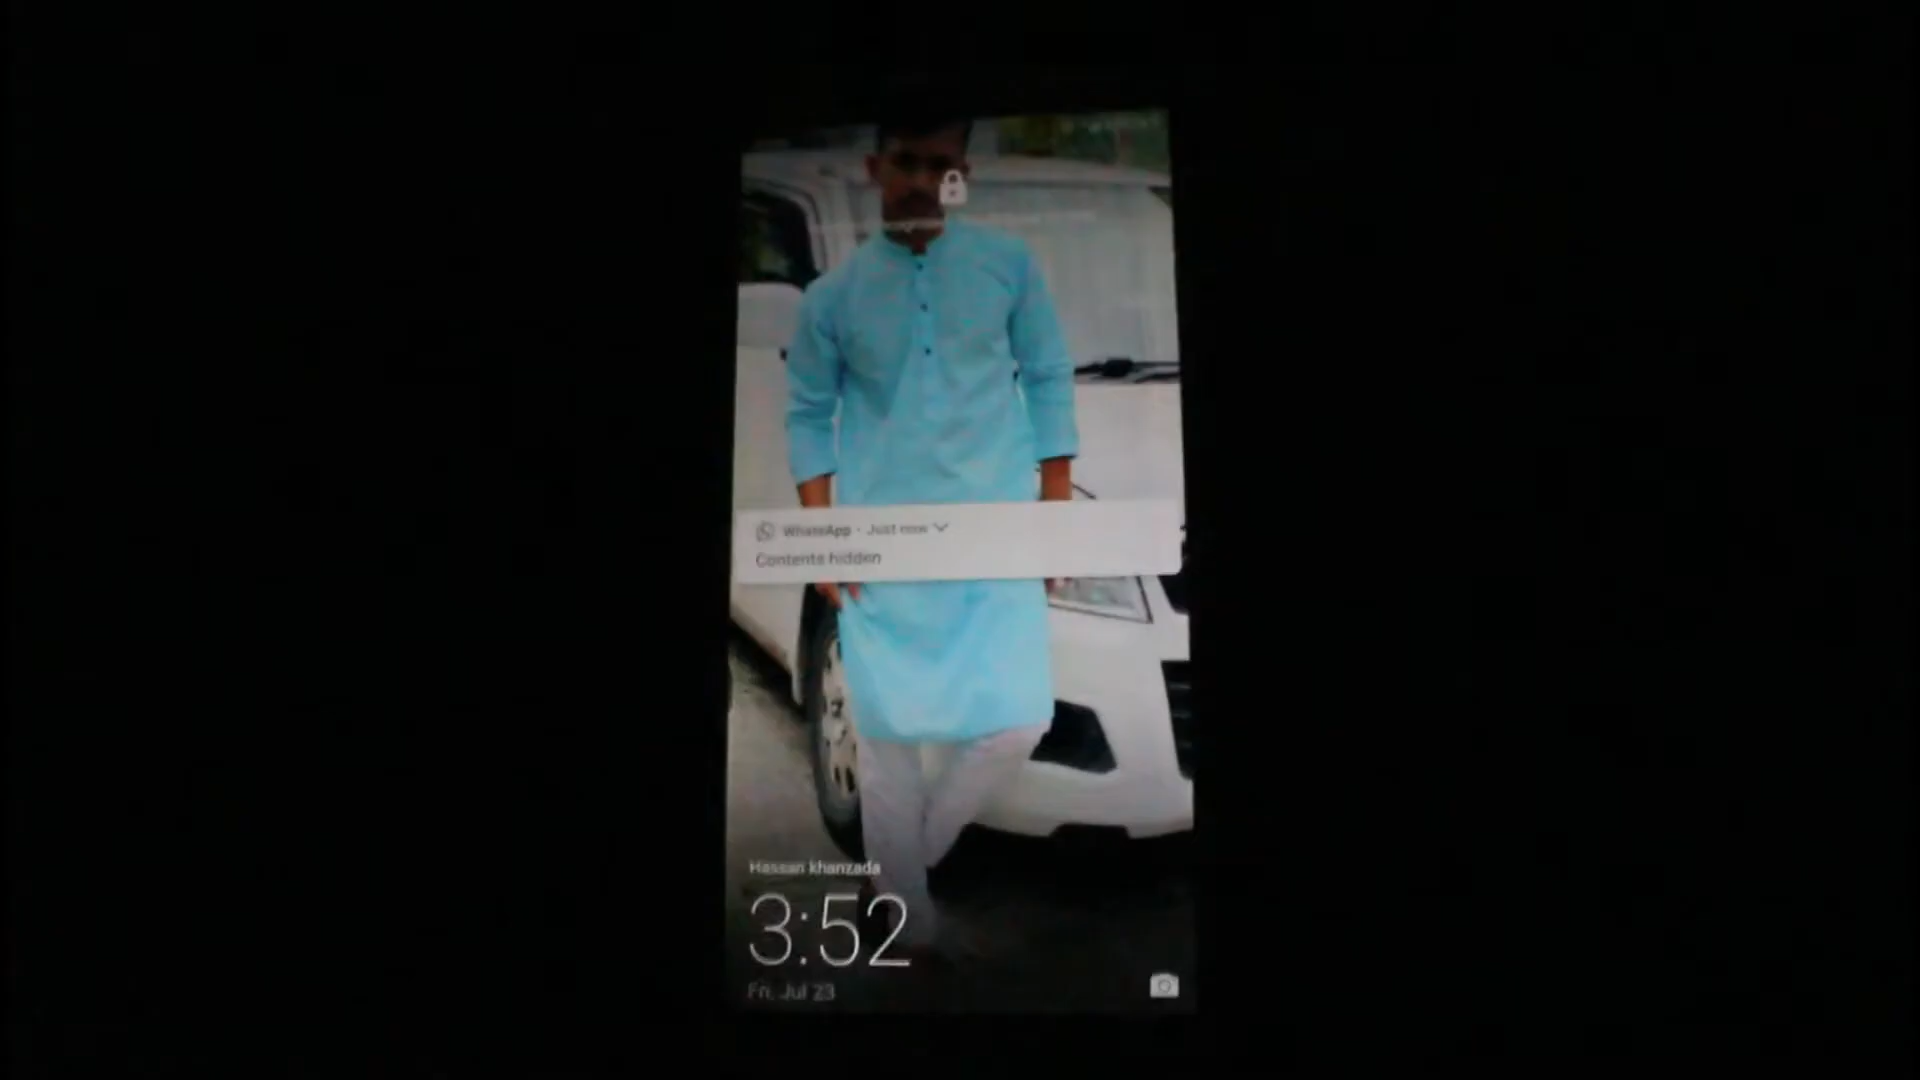 WhatsApp · Just now
Contents hidden
Hassan khanzada
3:52
Fri, Jul 23